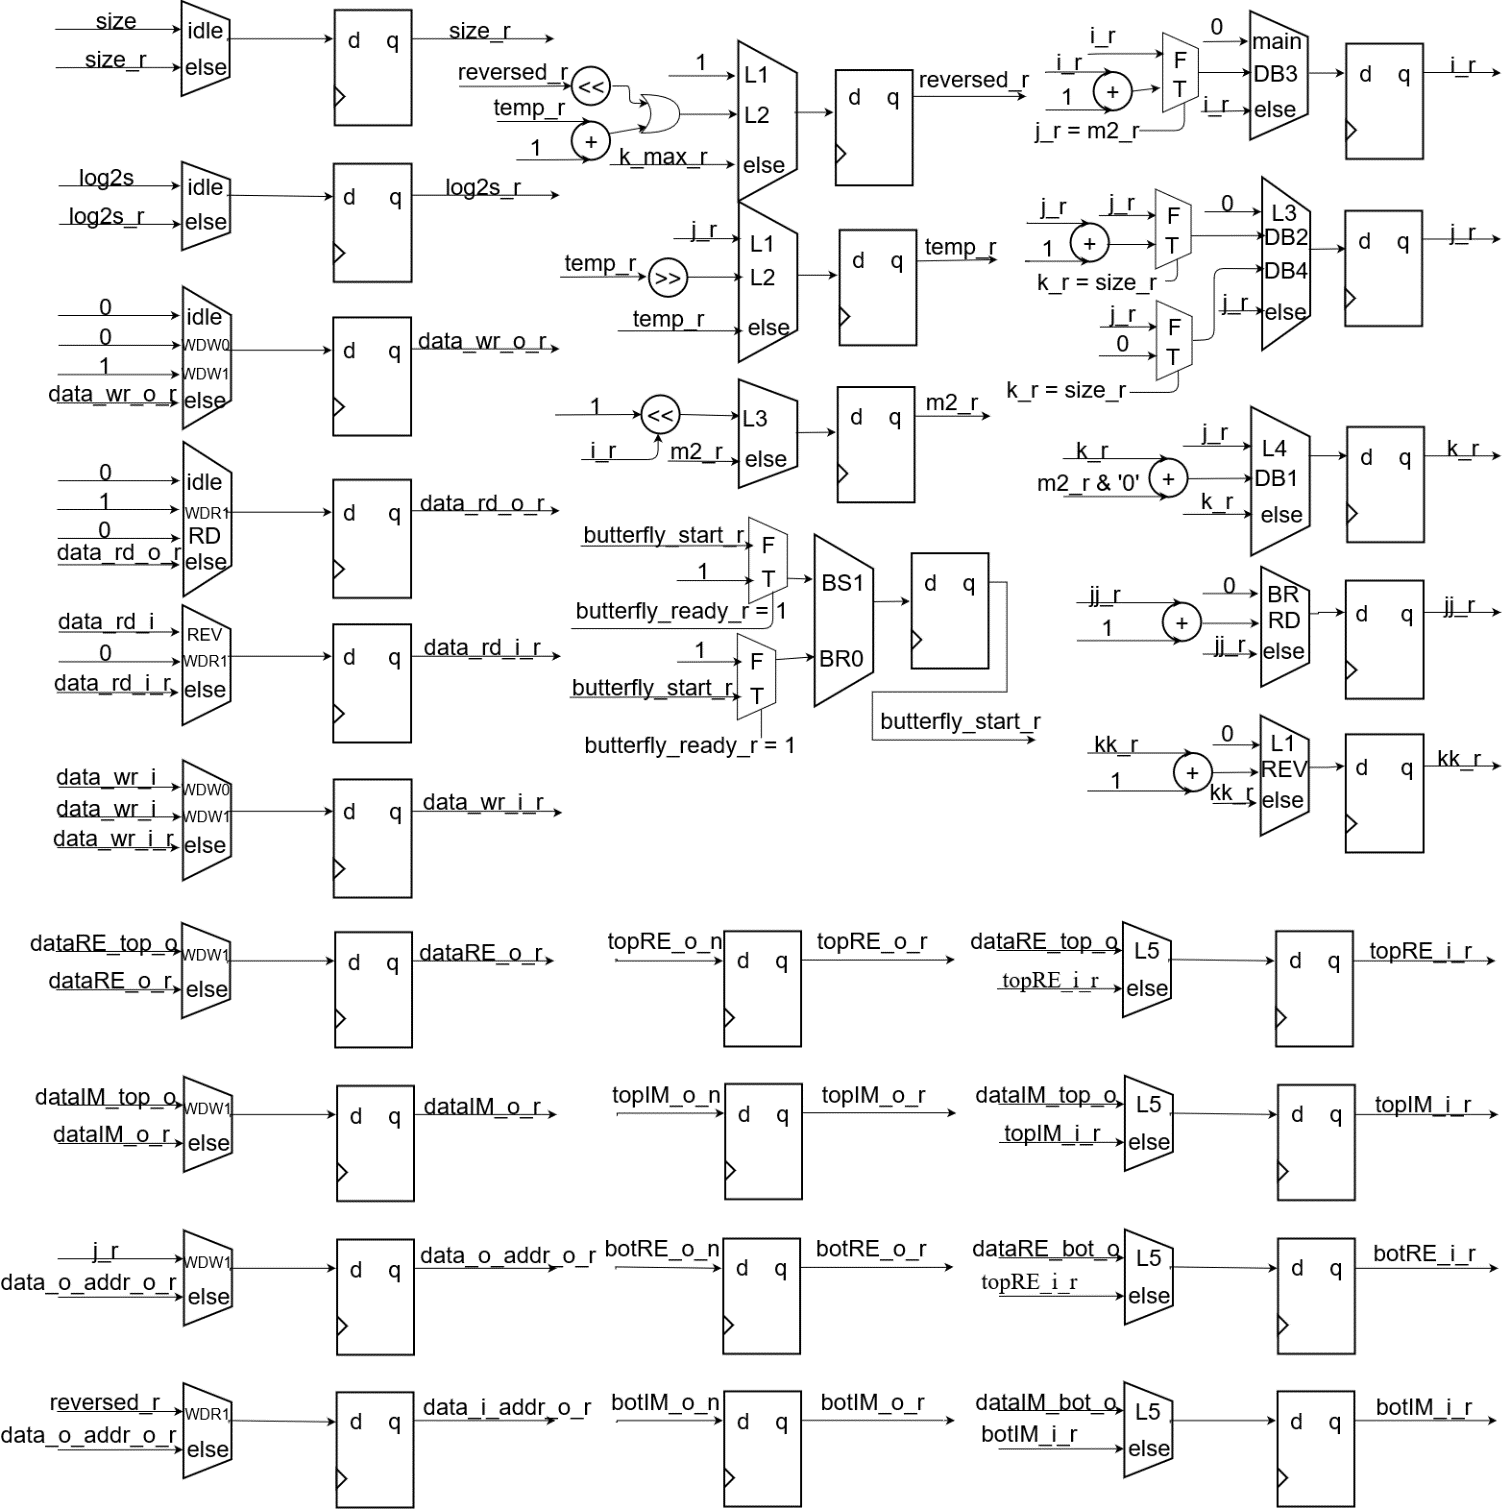 size
size_r
idle
else
d q
size_r
log2s
log2s_r
idle
else
d q
log2s_r
0
0
1
data_wr_o_r
idle
WDW0
WDW1
else
d q
data_wr_o_r
0
1
0
data_rd_o_r
idle
WDR1
RD
else
d q
data_rd_o_r
data_rd_i
0
data_rd_i_r
REV
WDR1
else
d q
data_rd_i_r
data_wr_i
data_wr_i
data_wr_i_r
WDW0
WDW1
else
d q
data_wr_i_r
dataRE_top_o
dataRE_o_r
WDW1
else
d q
dataRE_o_r
dataIM_top_o
dataIM_o_r
WDW1
else
d q
dataIM_o_r
j_r
data_o_addr_o_r
WDW1
else
d q
data_o_addr_o_r
reversed_r
data_o_addr_o_r
WDR1
else
d q
data_i_addr_o_r
1
reversed_r
<<
temp_r
+
1
k_max_r
L1
L2
else
d q
reversed_r
j_r
temp_r
>>
temp_r
L1
L2
else
d q
temp_r
1
<<
i_r
m2_r
L3
else
d q
m2_r
butterfly_start_r
1
F
T
butterfly_ready_r = 1
1
butterfly_start_r
F
T
butterfly_ready_r = 1
BS1
BR0
d q
butterfly_start_r
topRE_o_n
d q
topRE_o_r
topIM_o_n
d q
topIM_o_r
botRE_o_n
d q
botRE_o_r
botIM_o_n
d q
botIM_o_r
i_r
i_r
1
+
F
T
j_r = m2_r
0
i_r
main
DB3
else
d q
i_r
j_r
1
+
j_r
F
T
k_r = size_r
0
j_r
0
F
T
k_r = size_r
j_r
L3
DB2
DB4
else
d q
j_r
j_r
k_r
m2_r & '0'
+
k_r
L4
DB1
else
d q
k_r
0
jj_r
1
+
jj_r
BR
RD
else
d q
jj_r
0
kk_r
1
+
kk_r
L1
REV
else
d q
kk_r
dataRE_top_o
topRE_i_r
L5
else
d q
topRE_i_r
dataIM_top_o
topIM_i_r
L5
else
d q
topIM_i_r
dataRE_bot_o
topRE_i_r
L5
else
d q
botRE_i_r
dataIM_bot_o
botIM_i_r
L5
else
d q
botIM_i_r